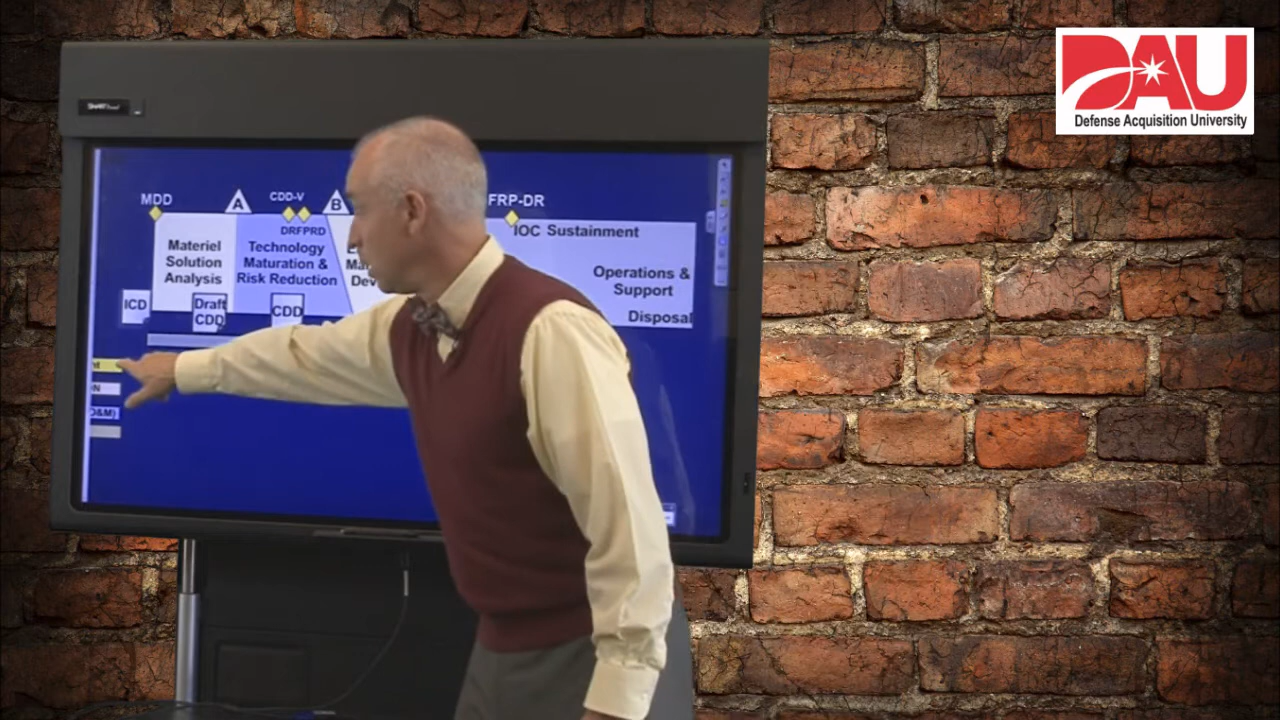 DAU
Defense Acquisition University
SMART
MDD
A
CDD-V
B
FRP-DR
DRFPRD
IOC Sustainment
Materiel
Solution
Analysis
Technology
Maturation &
Risk Reduction
Operations &
Support
Disposal
ICD
Draft
CDD
CDD
O&M)